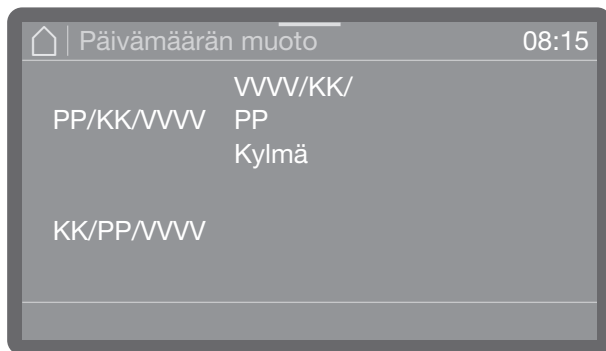 Päivämäärän muoto 08:15
PP/KK/VVVV
VVVV/KK/
PP
Kylmä
KK/PP/VVVV